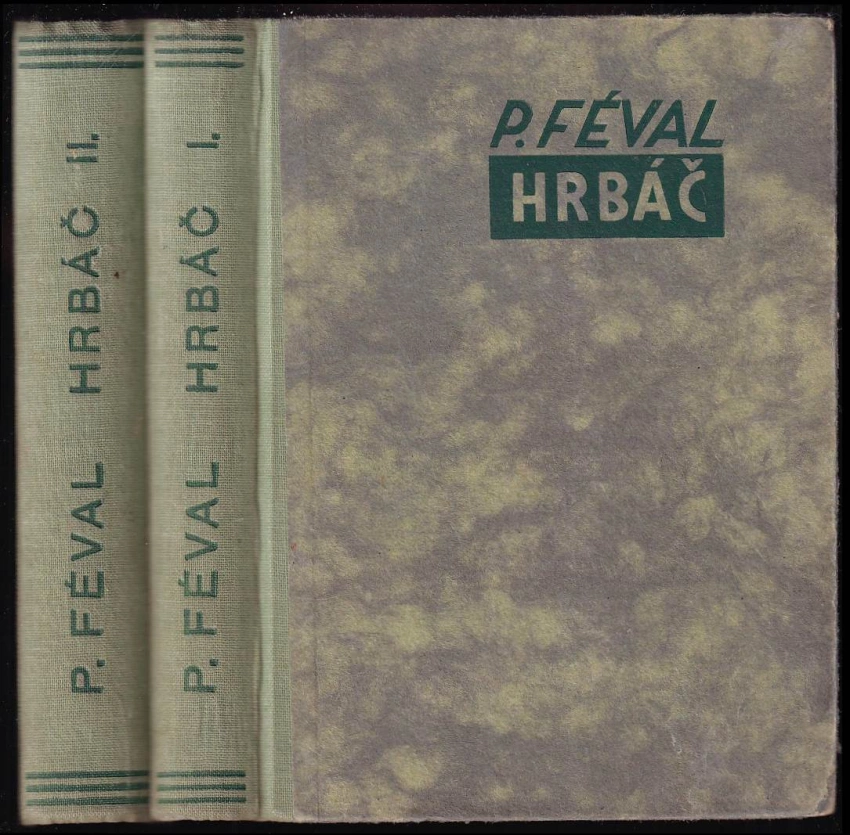 P. FÉVAL HRBÁČ II.
P. FÉVAL HRBÁČ I.
P. FÉVAL
HRBÁČ